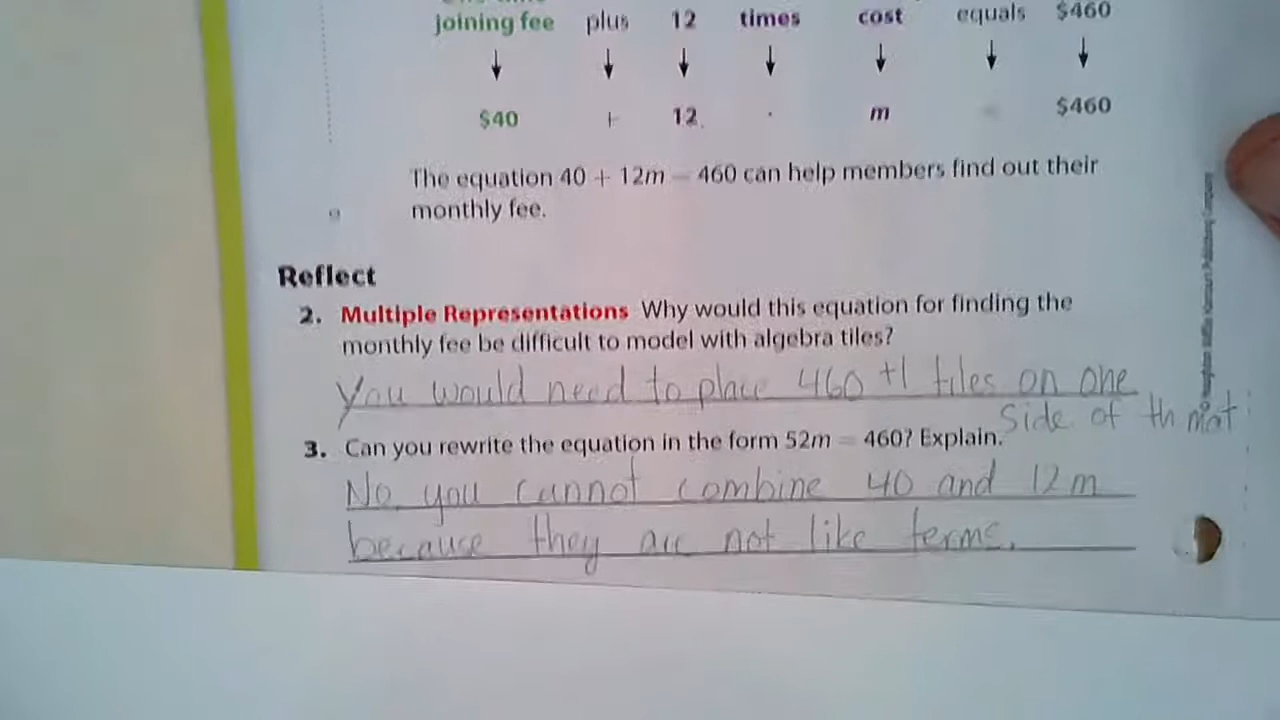 joining fee plus 12 times cost equals $460
$40 + 12 · m = $460
The equation 40 + 12m = 460 can help members find out their
monthly fee.
Reflect
2. Multiple Representations Why would this equation for finding the
monthly fee be difficult to model with algebra tiles?
You would need to place 460 +1 tiles on one
side of th mat
3. Can you rewrite the equation in the form 52m = 460? Explain.
No, you cannot combine 40 and 12m
because they are not like terms.